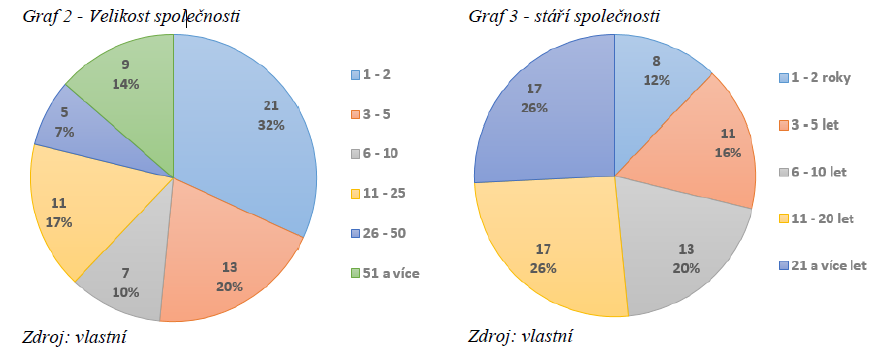 Graf 2 - Velikost společnosti
9
14%
21
32%
5
7%
11
17%
7
10%
13
20%
1 - 2
3 - 5
6 - 10
11 - 25
26 - 50
51 a více
Zdroj: vlastní
Graf 3 - stáří společnosti
8
12%
17
26%
11
16%
17
26%
13
20%
1 - 2 roky
3 - 5 let
6 - 10 let
11 - 20 let
21 a více let
Zdroj: vlastní